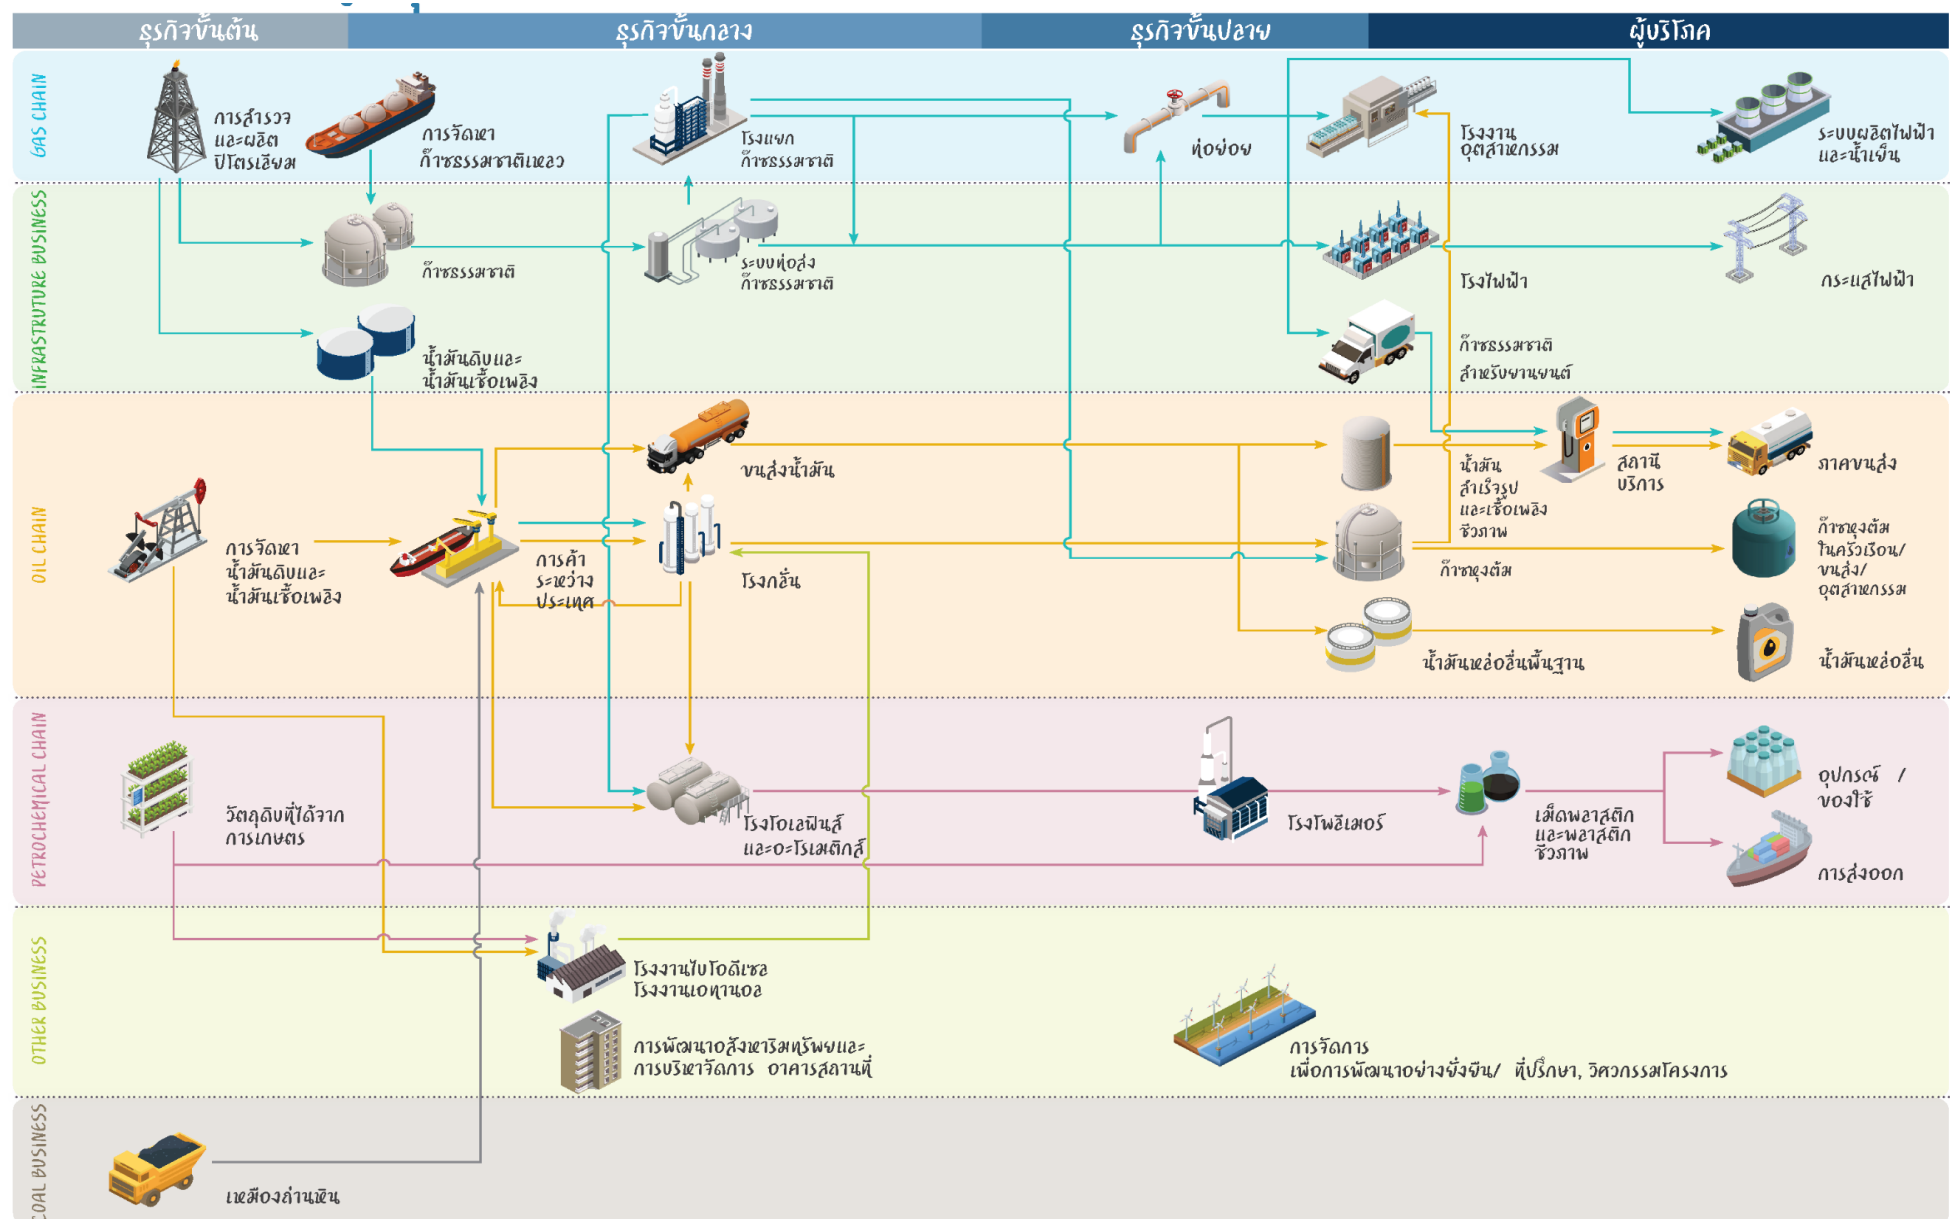 ธุรกิจขั้นต้น
ธุรกิจขั้นกลาง
ธุรกิจขั้นปลาย
ผู้บริโภค
GAS CHAIN
การสำรวจ
และผลิต
ปิโตรเลียม
การจัดหา
ก๊าซธรรมชาติเหลว
โรงแยก
ก๊าซธรรมชาติ
ท่อย่อย
โรงงาน
อุตสาหกรรม
ระบบผลิตไฟฟ้า
และน้ำเย็น
INFRASTRUTURE BUSINESS
ก๊าซธรรมชาติ
ระบบท่อส่ง
ก๊าซธรรมชาติ
โรงไฟฟ้า
กระแสไฟฟ้า
น้ำมันดิบและ
น้ำมันเชื้อเพลิง
ก๊าซธรรมชาติ
สำหรับยานยนต์
OIL CHAIN
การจัดหา
น้ำมันดิบและ
น้ำมันเชื้อเพลิง
การค้า
ระหว่าง
ประเทศ
ขนส่งน้ำมัน
โรงกลั่น
น้ำมัน
สำเร็จรูป
และเชื้อเพลิง
ชีวภาพ
สถานี
บริการ
ภาคขนส่ง
ก๊าซหุงต้ม
ก๊าซหุงต้ม
ในครัวเรือน/
ขนส่ง/
อุตสาหกรรม
น้ำมันหล่อลื่นพื้นฐาน
น้ำมันหล่อลื่น
PETROCHEMICAL CHAIN
วัตถุดิบที่ได้จาก
การเกษตร
โรงโอเลฟินส์
และอะโรเมติกส์
โรงโพลีเมอร์
เม็ดพลาสติก
และพลาสติก
ชีวภาพ
อุปกรณ์ /
ของใช้
การส่งออก
OTHER BUSINESS
โรงงานไบโอดีเซล
โรงงานเอทานอล
การพัฒนาอสังหาริมทรัพย์และ
การบริหารจัดการ อาคารสถานที่
การจัดการ
เพื่อการพัฒนาอย่างยั่งยืน/ ที่ปรึกษา, วิศวกรรมโครงการ
COAL BUSINESS
เหมืองถ่านหิน